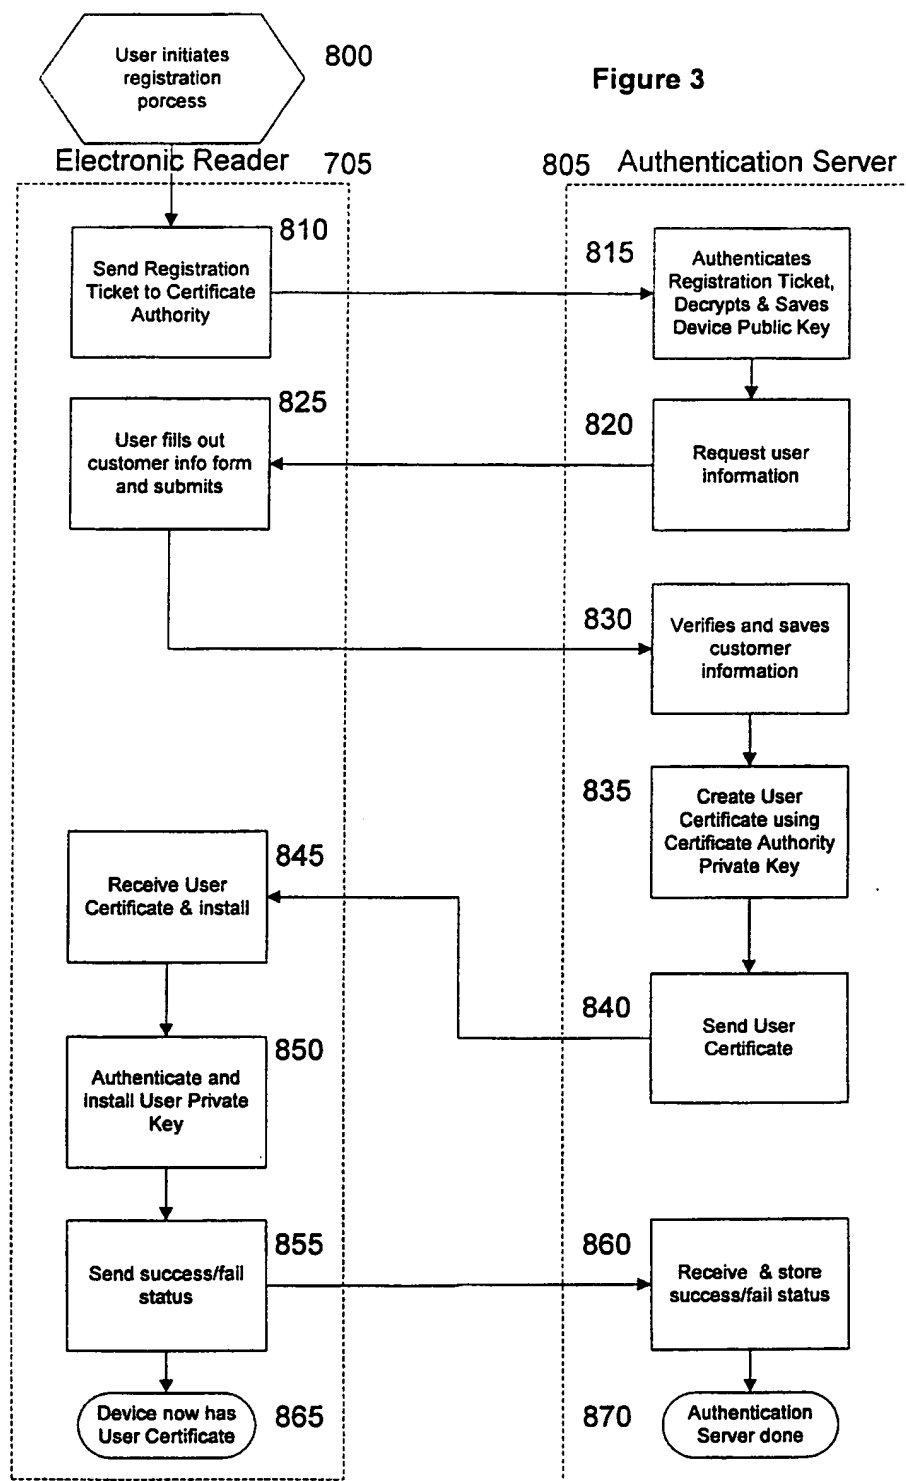 User initiates
registration
porcess
800
Figure 3
Electronic Reader
705
805
Authentication Server
810
Send Registration
Ticket to Certificate
Authority
815
Authenticates
Registration Ticket,
Decrypts & Saves
Device Public Key
825
User fills out
customer info form
and submits
820
Request user
information
830
Verifies and saves
customer
information
835
Create User
Certificate using
Certificate Authority
Private Key
845
Receive User
Certificate & install
840
Send User
Certificate
850
Authenticate and
Install User Private
Key
855
Send success/fail
status
860
Receive & store
success/fail status
Device now has
User Certificate
865
870
Authentication
Server done